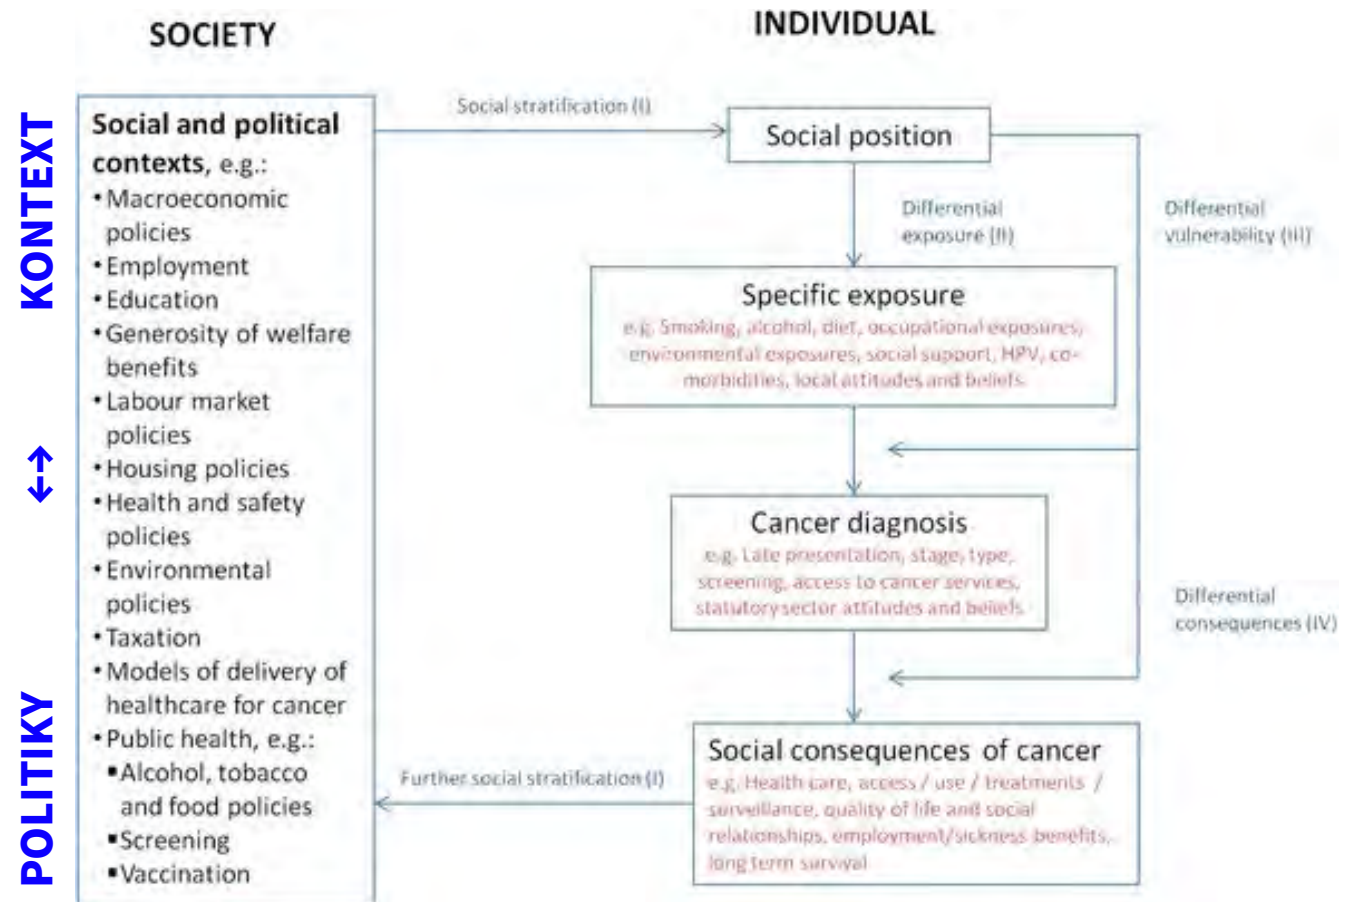 SOCIETY
INDIVIDUAL
KONTEXT
↔
POLITIKY
Social and political
contexts, e.g.:
•Macroeconomic
policies
•Employment
•Education
•Generosity of welfare
benefits
•Labour market
policies
•Housing policies
•Health and safety
policies
•Environmental
policies
•Taxation
•Models of delivery of
healthcare for cancer
•Public health, e.g.:
▪Alcohol, tobacco
and food policies
▪Screening
▪Vaccination
Social stratification (I)
Social position
Differential
exposure (II)
Differential
vulnerability (III)
Specific exposure
e.g. Smoking, alcohol, diet, occupational exposures,
environmental exposures, social support, HPV, co-
morbidities, local attitudes and beliefs
Cancer diagnosis
e.g. Late presentation, stage, type,
screening, access to cancer services,
statutory sector attitudes and beliefs
Differential
consequences (IV)
Social consequences of cancer
e.g. Health care, access / use / treatments /
surveillance, quality of life and social
relationships, employment/sickness benefits,
long term survival
Further social stratification (I)